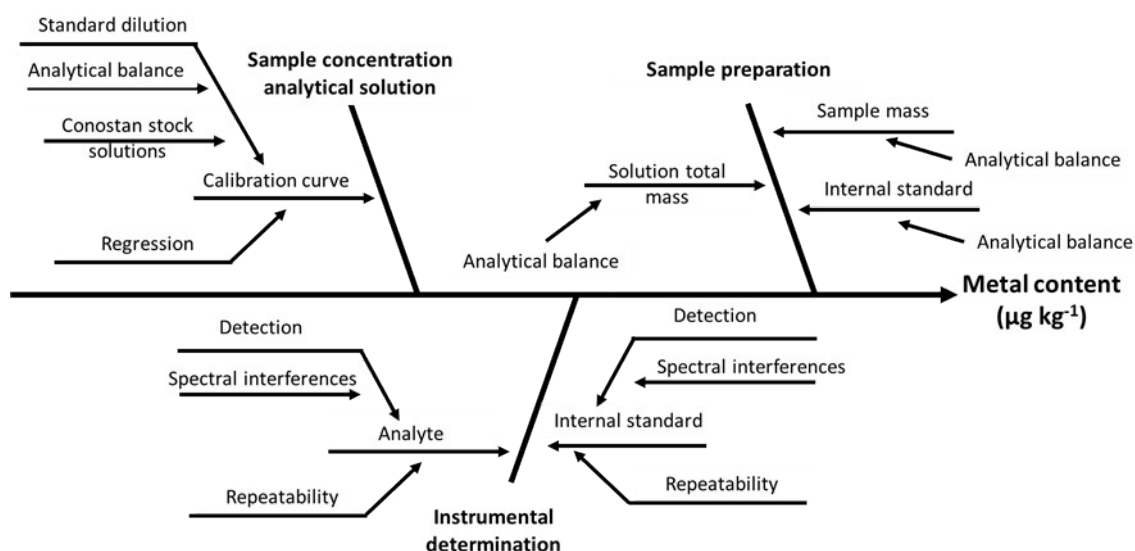 Standard dilution
Analytical balance
Conostan stock
solutions
Calibration curve
Regression
Sample concentration
analytical solution
Sample preparation
Sample mass
Analytical balance
Internal standard
Analytical balance
Solution total
mass
Analytical balance
Metal content
(µg kg⁻¹)
Detection
Spectral interferences
Analyte
Repeatability
Instrumental
determination
Detection
Spectral interferences
Internal standard
Repeatability